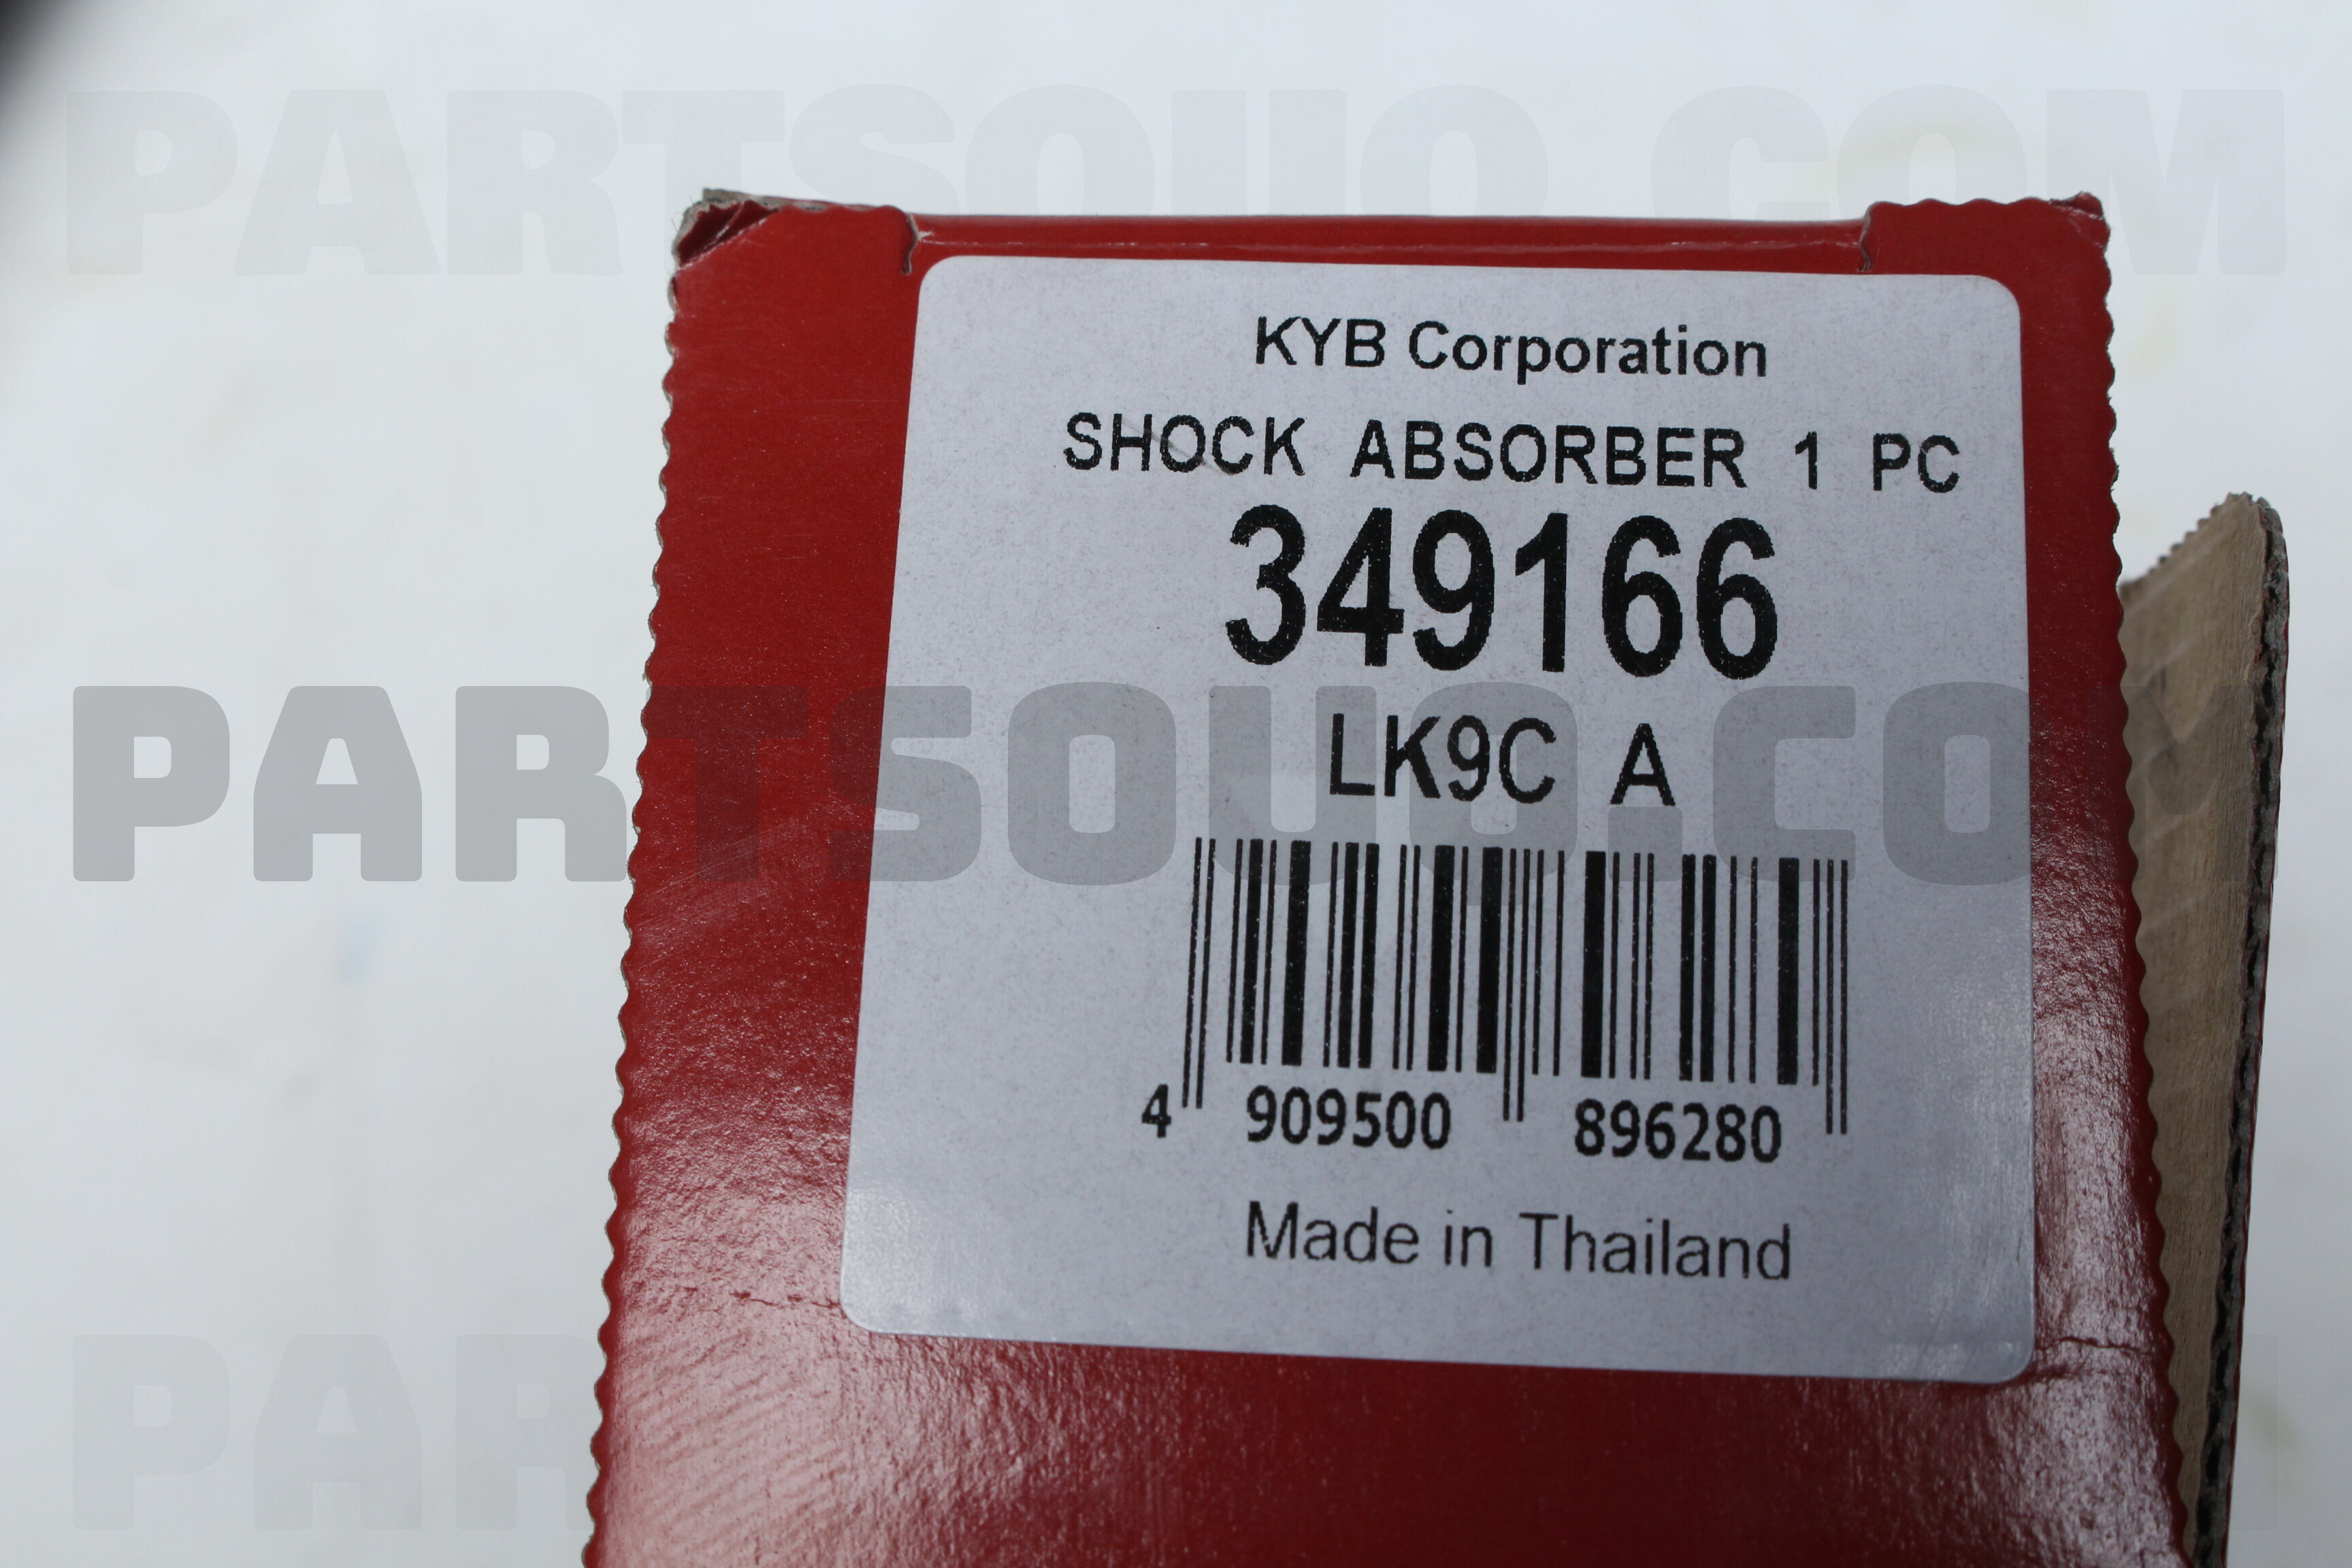 PARTSOUQ.COM
KYB Corporation
SHOCK ABSORBER 1 PC
349166
LK9C A
PARTSOUQ.COM
4 909500 896280
Made in Thailand